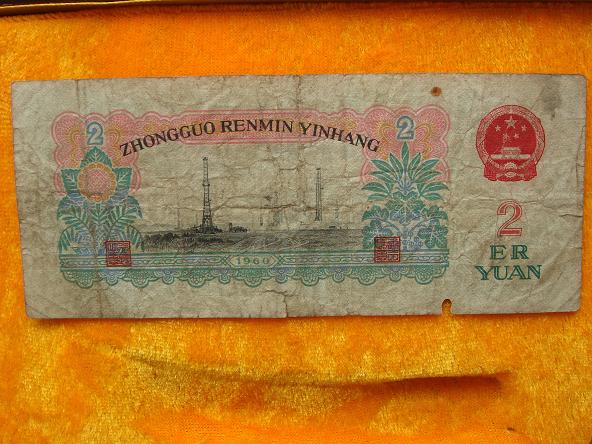 2
ZHONGGUO RENMIN YINHANG
2
2
ER
YUAN
1960